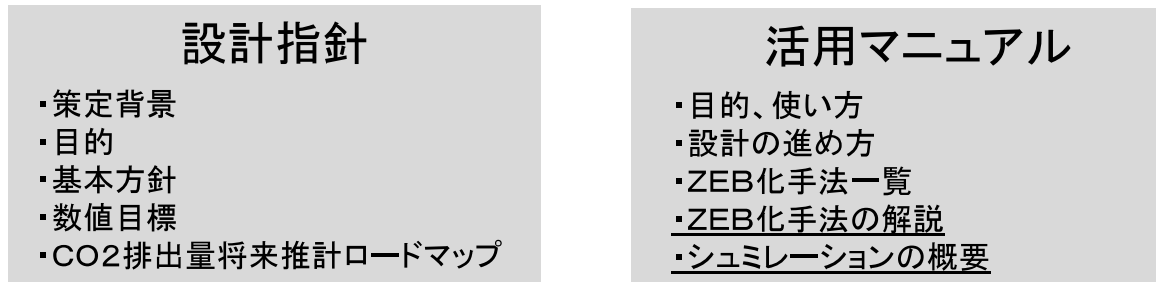 設計指針
・策定背景
・目的
・基本方針
・数値目標
・CO2排出量将来推計ロードマップ
活用マニュアル
・目的、使い方
・設計の進め方
・ZEB化手法一覧
・ZEB化手法の解説
・シュミレーションの概要